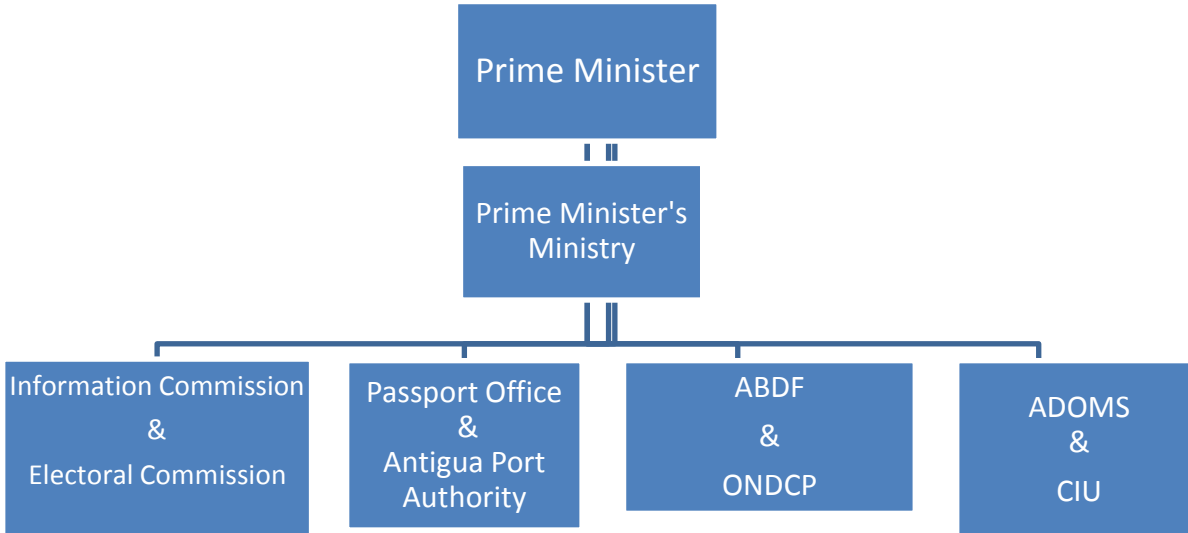 Prime Minister
Prime Minister's
Ministry
Information Commission
&
Electoral Commission
Passport Office
&
Antigua Port
Authority
ABDF
&
ONDCP
ADOMS
&
CIU